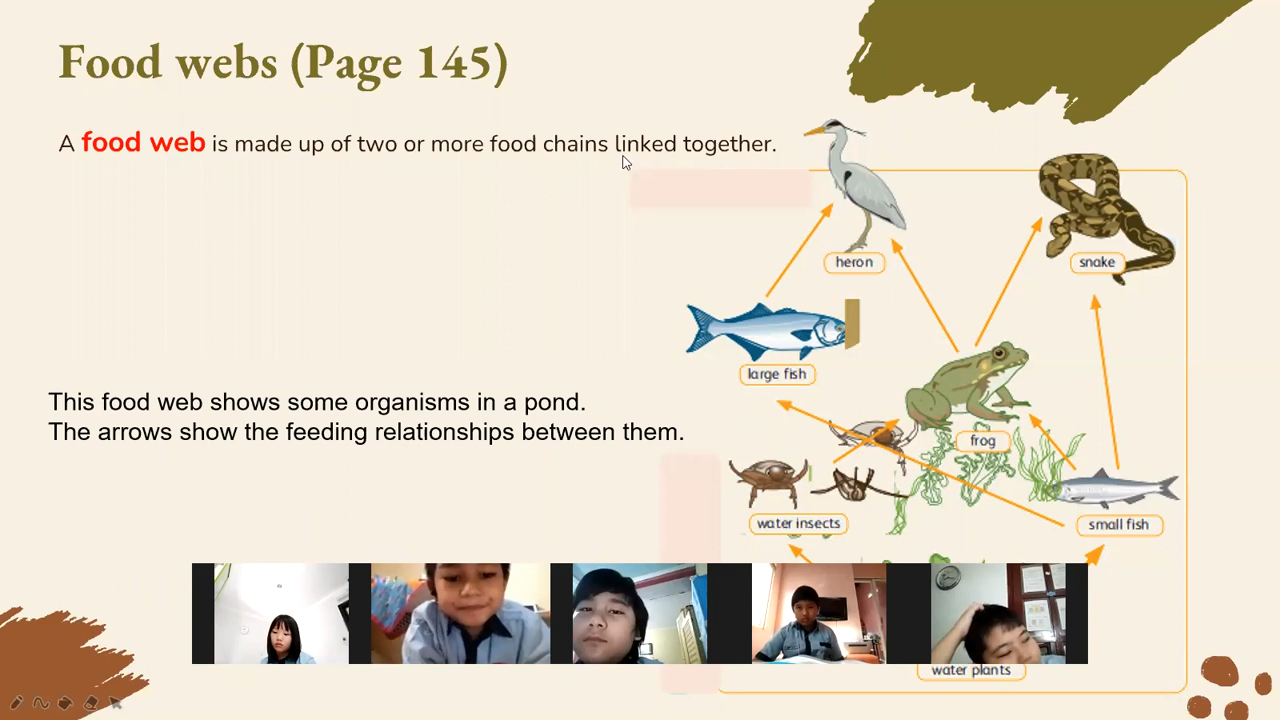 Food webs (Page 145)
A food web is made up of two or more food chains linked together.
heron
snake
large fish
This food web shows some organisms in a pond.
The arrows show the feeding relationships between them.
frog
water insects
small fish
water plants